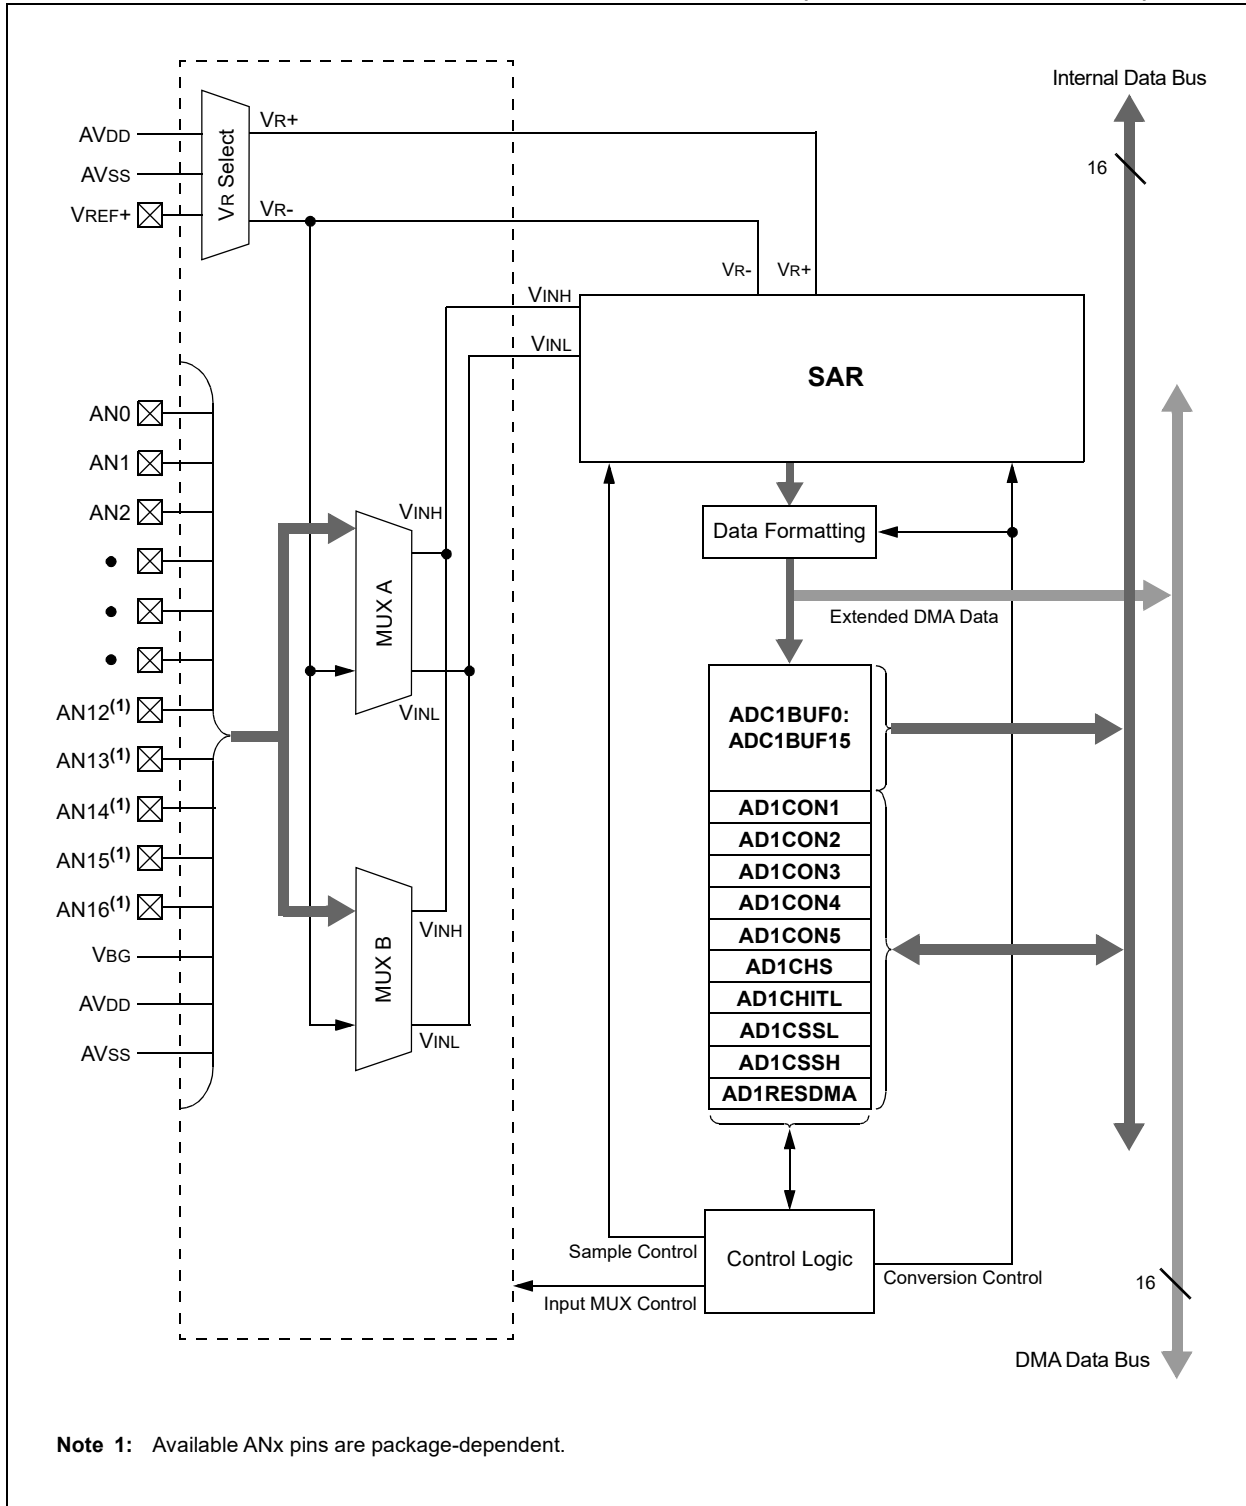 Internal Data Bus
16
AVDD
AVSS
VREF+
VR Select
VR+
VR-
VR-
VR+
VINH
VINL
SAR
AN0
AN1
AN2
•
•
•
AN12(1)
AN13(1)
AN14(1)
AN15(1)
AN16(1)
VBG
AVDD
AVSS
VINH
MUX A
VINL
MUX B
VINH
VINL
Data Formatting
Extended DMA Data
ADC1BUF0:
ADC1BUF15
AD1CON1
AD1CON2
AD1CON3
AD1CON4
AD1CON5
AD1CHS
AD1CHITL
AD1CSSL
AD1CSSH
AD1RESDMA
Sample Control
Control Logic
Conversion Control
Input MUX Control
16
DMA Data Bus
Note 1: Available ANx pins are package-dependent.